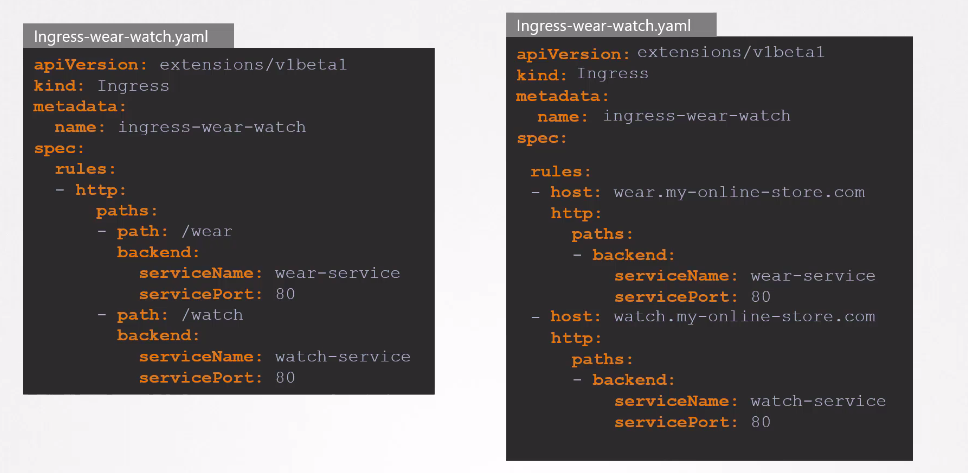 Ingress-wear-watch.yaml
apiVersion: extensions/v1beta1
kind: Ingress
metadata:
name: ingress-wear-watch
spec:
rules:
- http:
paths:
- path: /wear
backend:
serviceName: wear-service
servicePort: 80
- path: /watch
backend:
serviceName: watch-service
servicePort: 80
Ingress-wear-watch.yaml
apiVersion: extensions/v1beta1
kind: Ingress
metadata:
name: ingress-wear-watch
spec:
rules:
- host: wear.my-online-store.com
http:
paths:
- backend:
serviceName: wear-service
servicePort: 80
- host: watch.my-online-store.com
http:
paths:
- backend:
serviceName: watch-service
servicePort: 80